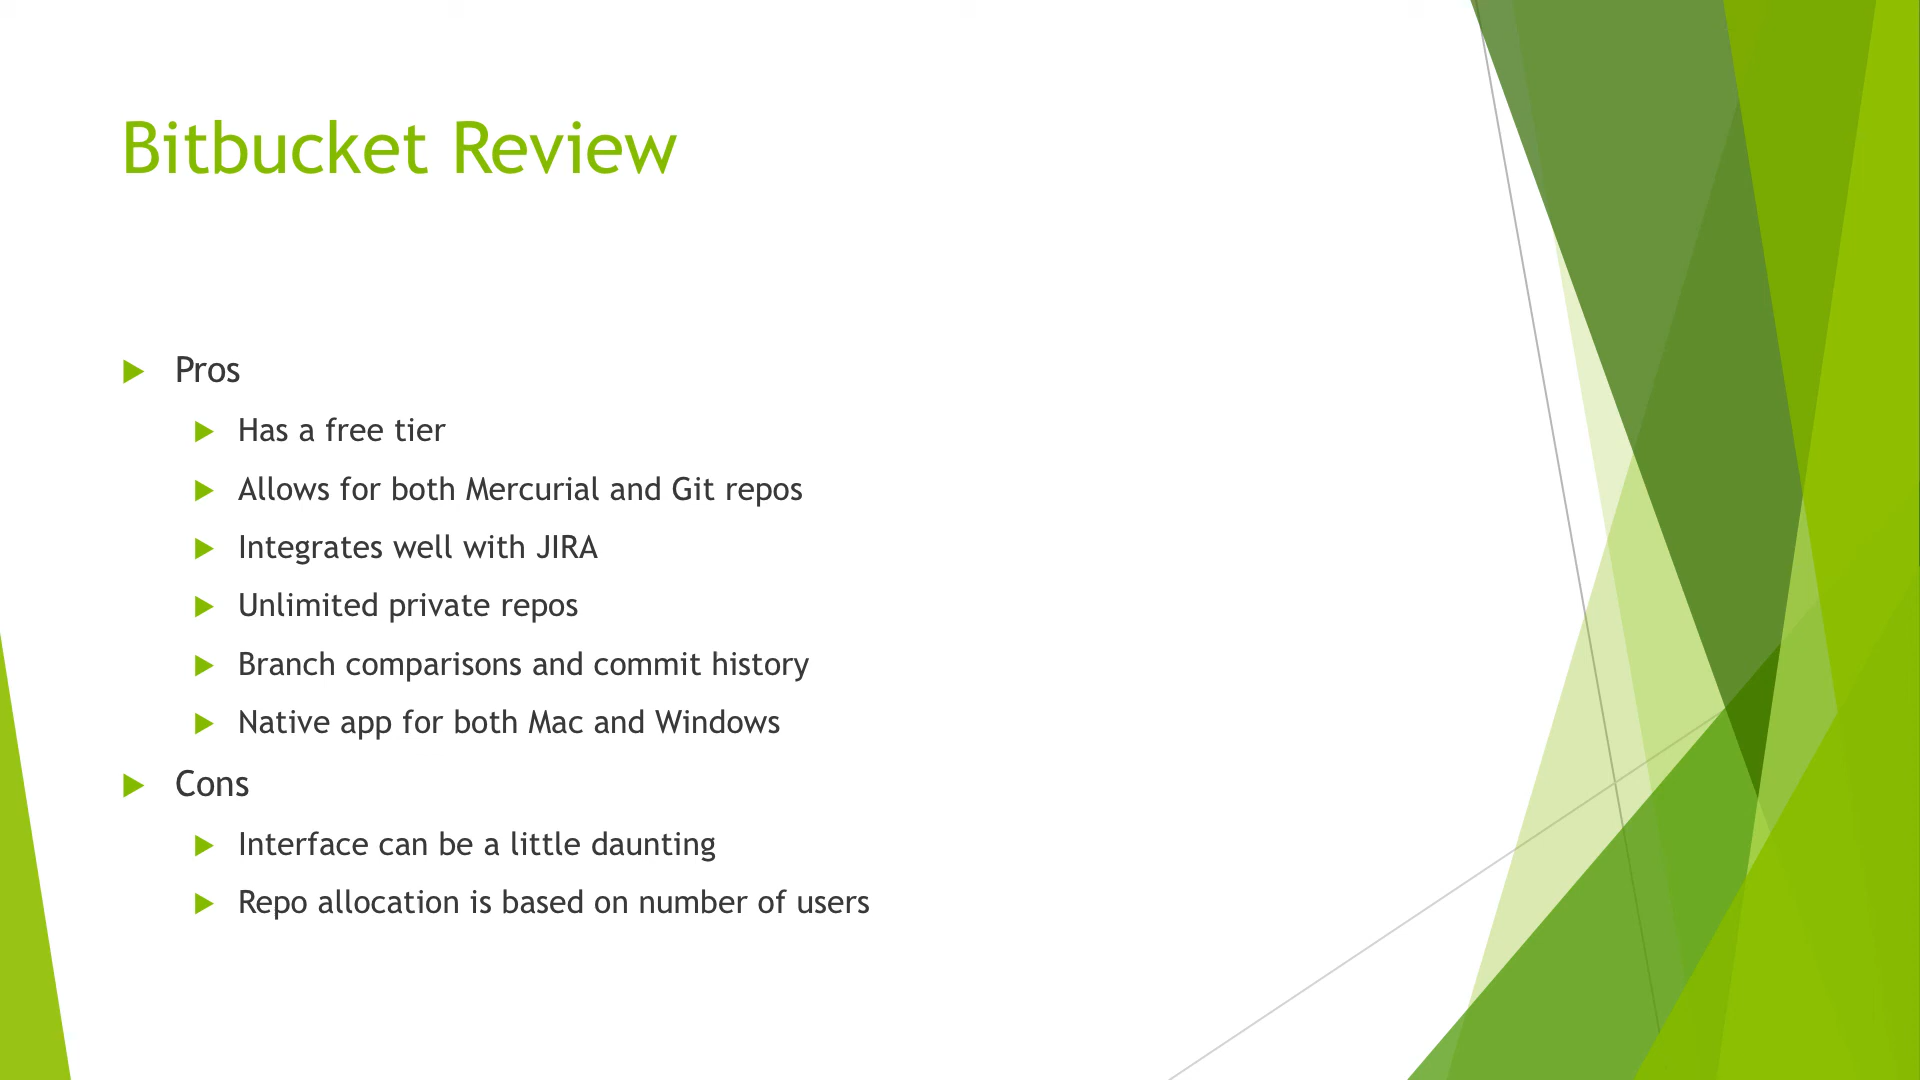 Bitbucket Review
Pros
Has a free tier
Allows for both Mercurial and Git repos
Integrates well with JIRA
Unlimited private repos
Branch comparisons and commit history
Native app for both Mac and Windows
Cons
Interface can be a little daunting
Repo allocation is based on number of users